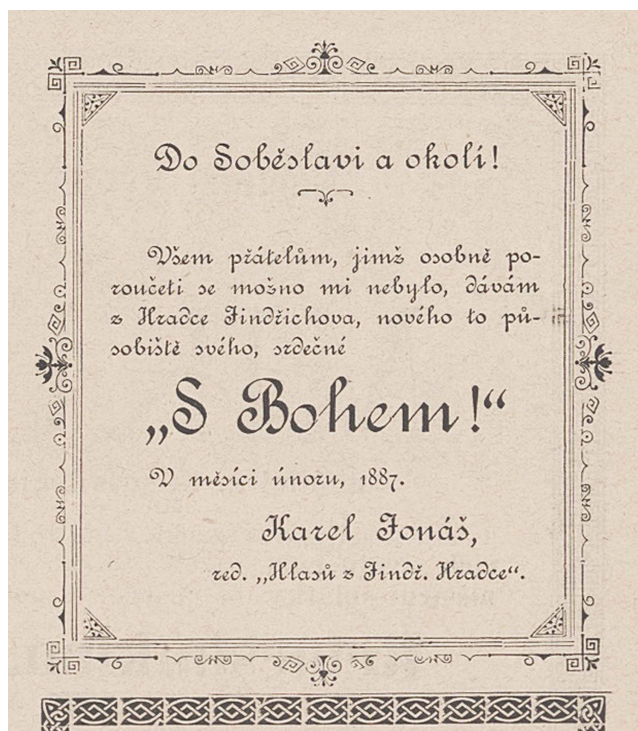 Do Soběslavi a okolí!
Všem přátelům, jimž osobně po-
roučeti se možno mi nebylo, dávám
z Hradce Jindřichova, nového to pů-
sobiště svého, srdečné
„S Bohem!“
V měsíci únoru, 1887.
Karel Jonáš,
red. „Hlasů z Jindř. Hradce“.